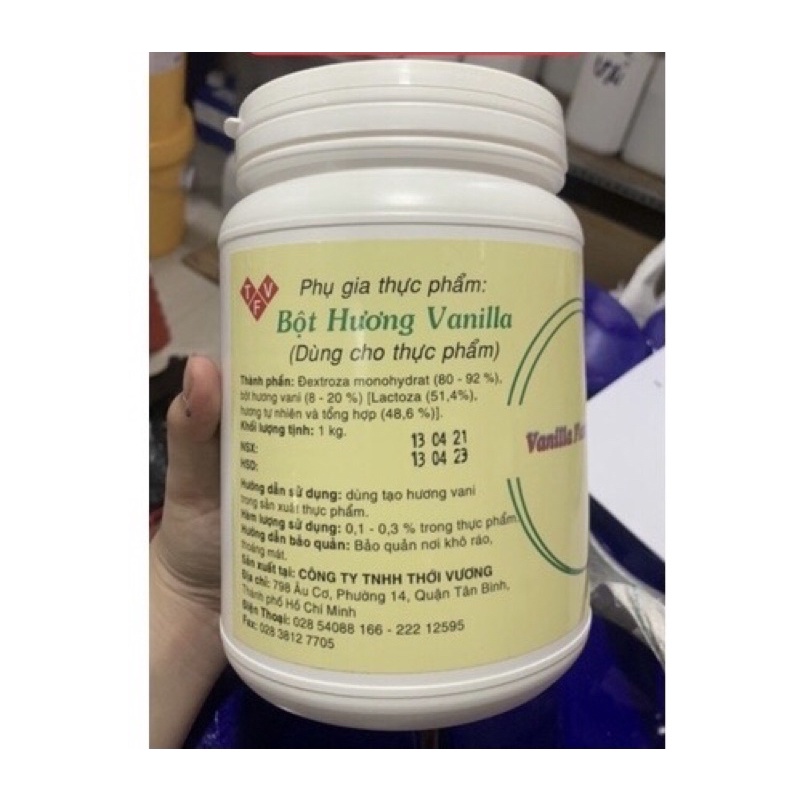 TFV
Phụ gia thực phẩm:
Bột Hương Vanilla
(Dùng cho thực phẩm)
Thành phần: Đextroza monohydrat (80 - 92 %),
bột hương vani (8 - 20 %) [Lactoza (51,4%),
hương tự nhiên và tổng hợp (48,6 %)].
Khối lượng tịnh: 1 kg.
NSX: 13 04 21
HSD: 13 04 23
Hướng dẫn sử dụng: dùng tạo hương vani
trong sản xuất thực phẩm.
Hàm lượng sử dụng: 0,1 - 0,3 % trong thực phẩm.
Hướng dẫn bảo quản: Bảo quản nơi khô ráo,
thoáng mát.
Sản xuất tại: CÔNG TY TNHH THỚI VƯƠNG
Địa chỉ: 798 Âu Cơ, Phường 14, Quận Tân Bình,
Thành phố Hồ Chí Minh
Điện Thoại: 028 54088 166 - 222 12595
Fax: 028 3812 7705
Vanilla